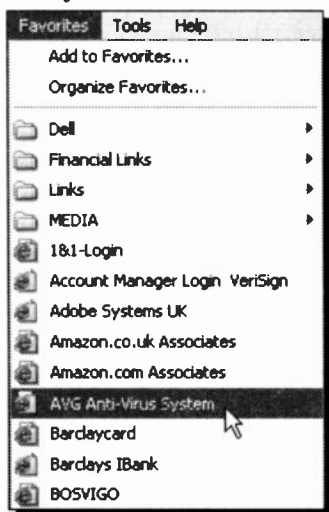 Favorites Tools Help
Add to Favorites...
Organize Favorites...
Dell
Financial Links
Links
MEDIA
1&1-Login
Account Manager Login VeriSign
Adobe Systems UK
Amazon.co.uk Associates
Amazon.com Associates
AVG Anti-Virus System
Barclaycard
Barclays IBank
BOSVIGO